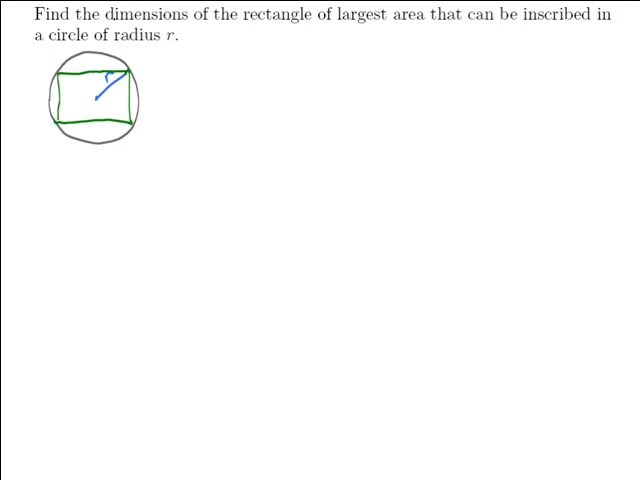 Find the dimensions of the rectangle of largest area that can be inscribed in
a circle of radius r.
r